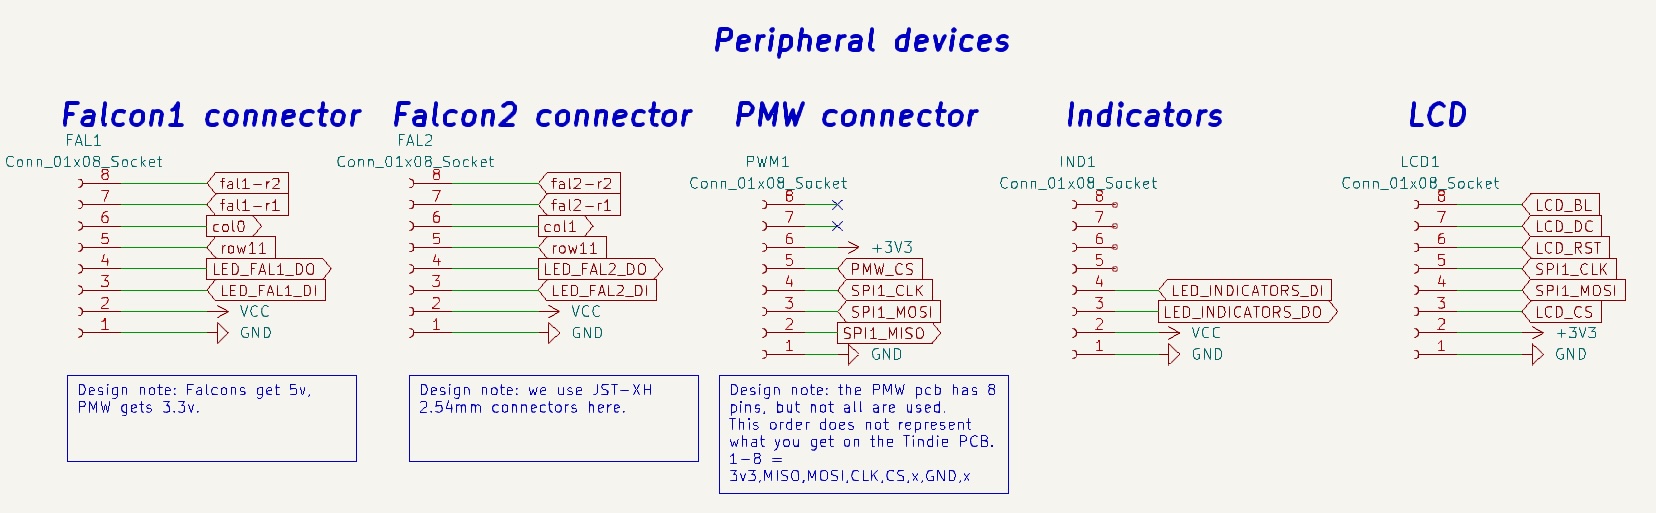 Peripheral devices
Falcon1 connector
FAL1
Conn_01x08_Socket
8 fal1-r2
7 fal1-r1
6 col0
5 row11
4 LED_FAL1_DO
3 LED_FAL1_DI
2 VCC
1 GND
Design note: Falcons get 5v,
PMW gets 3.3v.
Falcon2 connector
FAL2
Conn_01x08_Socket
8 fal2-r2
7 fal2-r1
6 col1
5 row11
4 LED_FAL2_DO
3 LED_FAL2_DI
2 VCC
1 GND
Design note: we use JST-XH
2.54mm connectors here.
PMW connector
PWM1
Conn_01x08_Socket
8
7
6 +3V3
5 PMW_CS
4 SPI1_CLK
3 SPI1_MOSI
2 SPI1_MISO
1 GND
Design note: the PMW pcb has 8
pins, but not all are used.
This order does not represent
what you get on the Tindie PCB.
1-8 =
3v3,MISO,MOSI,CLK,CS,x,GND,x
Indicators
IND1
Conn_01x08_Socket
8
7
6
5
4 LED_INDICATORS_DI
3 LED_INDICATORS_DO
2 VCC
1 GND
LCD
LCD1
Conn_01x08_Socket
8 LCD_BL
7 LCD_DC
6 LCD_RST
5 SPI1_CLK
4 SPI1_MOSI
3 LCD_CS
2 +3V3
1 GND